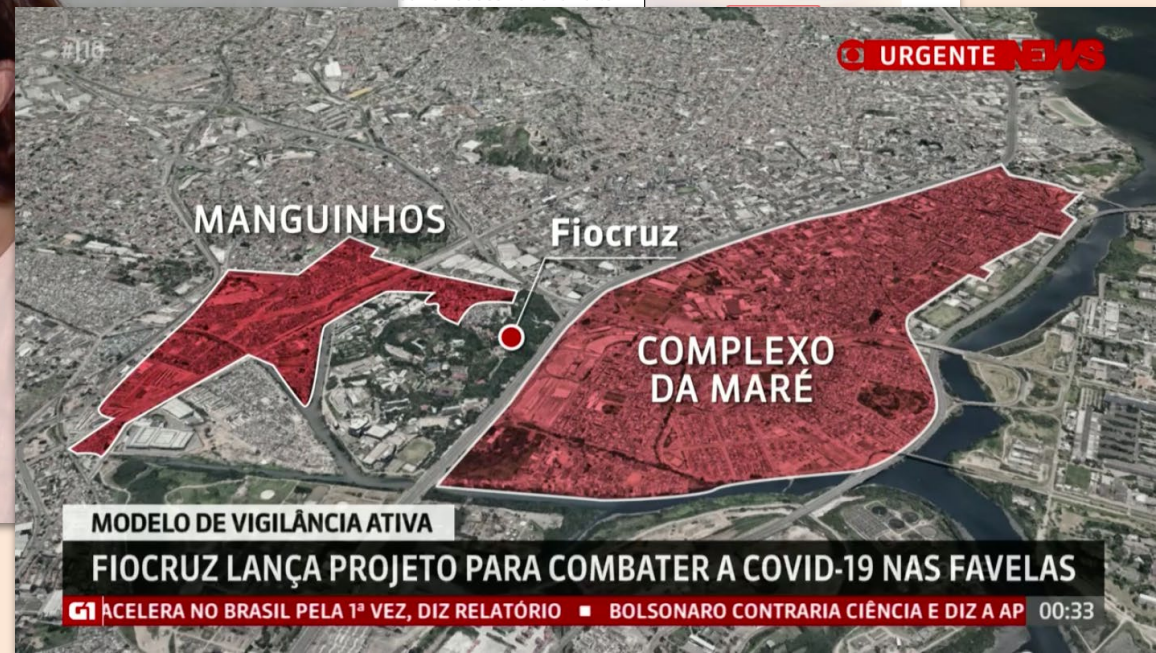 #J10
URGENTE NEWS
MANGUINHOS
Fiocruz
COMPLEXO
DA MARÉ
MODELO DE VIGILÂNCIA ATIVA
FIOCRUZ LANÇA PROJETO PARA COMBATER A COVID-19 NAS FAVELAS
G1 ACELERA NO BRASIL PELA 1ª VEZ, DIZ RELATÓRIO ■ BOLSONARO CONTRARIA CIÊNCIA E DIZ A AP 00:33